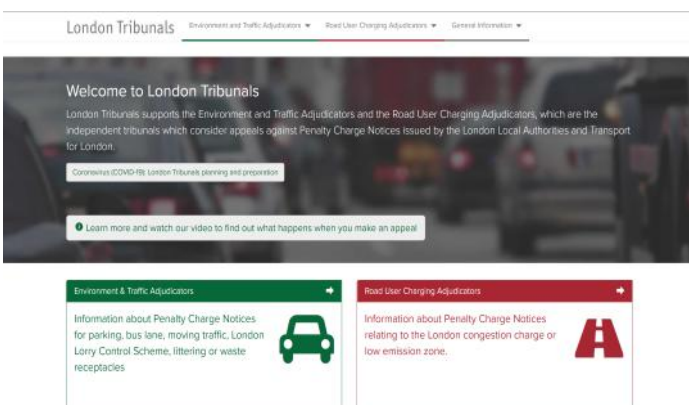 London Tribunals
Environment and Traffic Adjudicators
Road User Charging Adjudicators
General Information
Welcome to London Tribunals
London Tribunals supports the Environment and Traffic Adjudicators and the Road User Charging Adjudicators, which are the
independent tribunals which consider appeals against Penalty Charge Notices issued by the London Local Authorities and Transport
for London.
Coronavirus (COVID-19): London Tribunals planning and preparation
Learn more and watch our video to find out what happens when you make an appeal
Environment & Traffic Adjudicators
Information about Penalty Charge Notices
for parking, bus lane, moving traffic, London
Lorry Control Scheme, littering or waste
receptacles
Road User Charging Adjudicators
Information about Penalty Charge Notices
relating to the London congestion charge or
low emission zone.